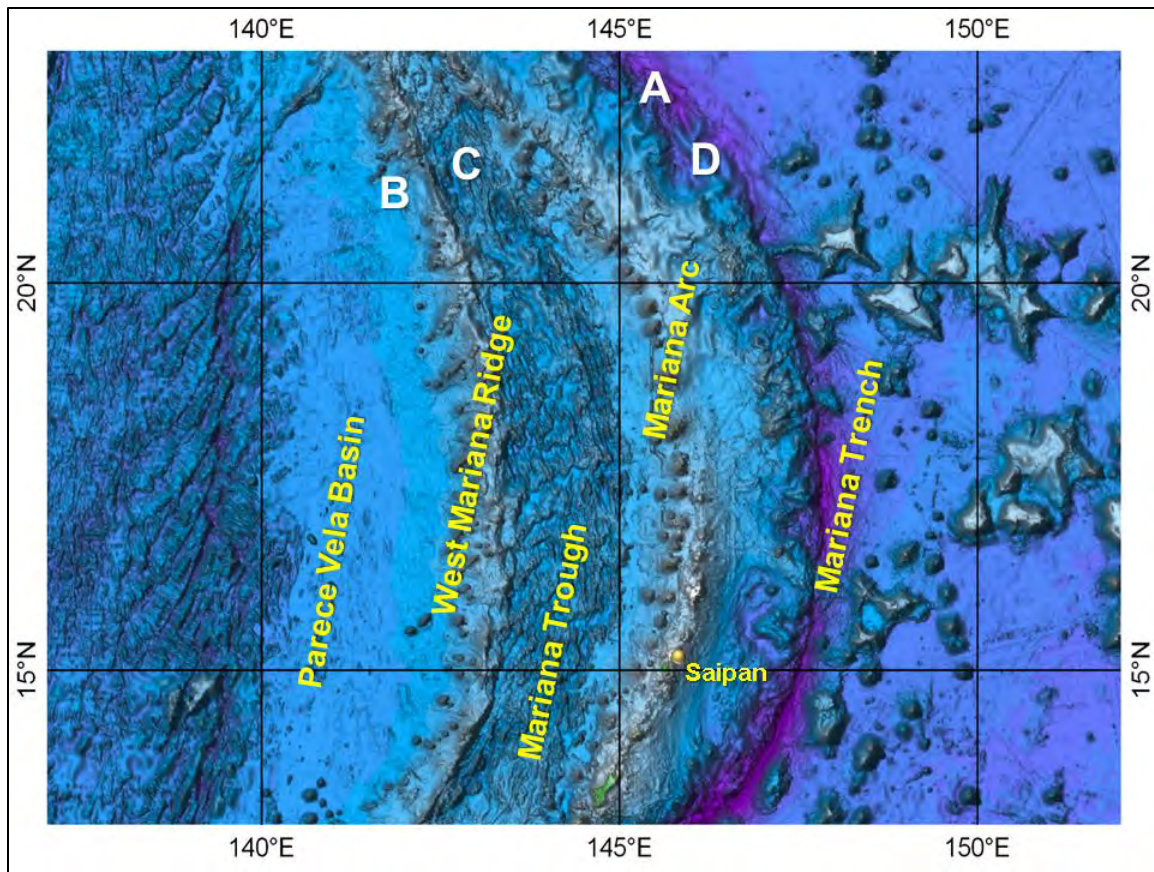 140°E 145°E 150°E
A
D
C
B
20°N 20°N
Mariana Arc
West Mariana Ridge
Mariana Trench
Parece Vela Basin
Mariana Trough
15°N Saipan 15°N
140°E 145°E 150°E